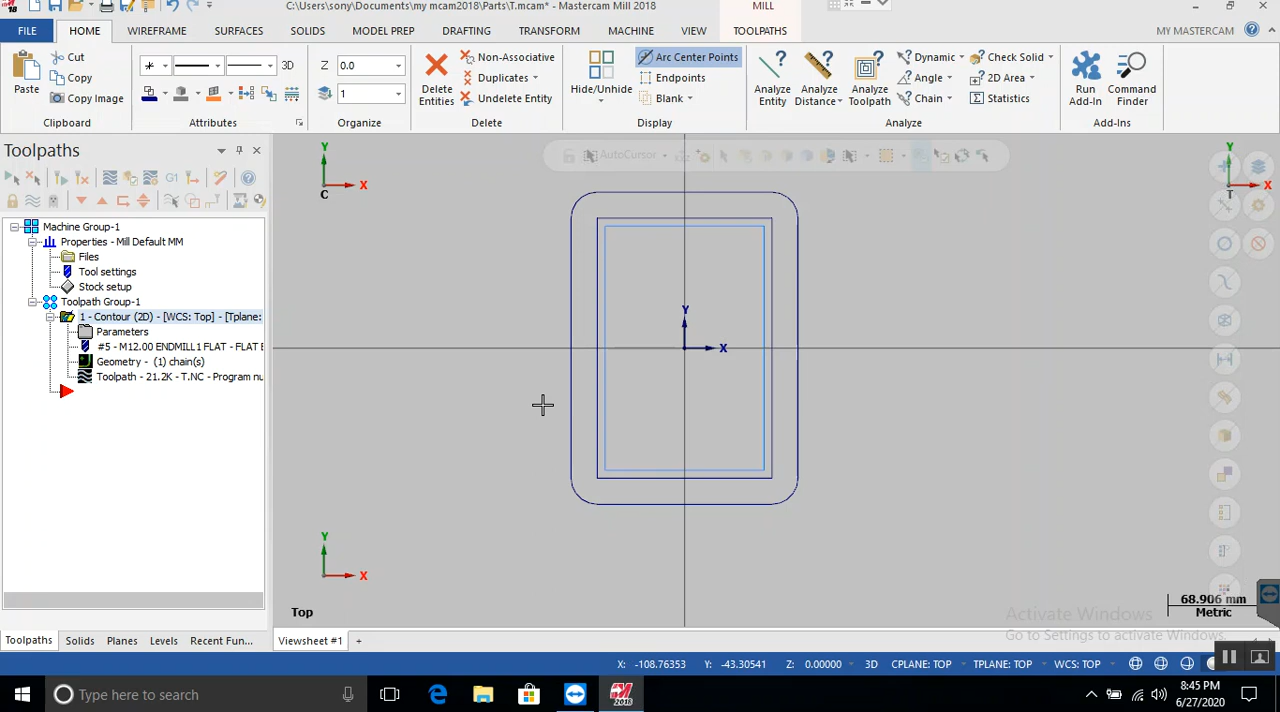 18
C:\Users\sony\Documents\my mcam2018\Parts\T.mcam* - Mastercam Mill 2018
MILL
FILE
HOME
WIREFRAME
SURFACES
SOLIDS
MODEL PREP
DRAFTING
TRANSFORM
MACHINE
VIEW
TOOLPATHS
MY MASTERCAM
Paste
Cut
Copy
Copy Image
Clipboard
3D
Attributes
Z 0.0
1
Organize
Delete Entities
Non-Associative
Duplicates
Undelete Entity
Delete
Hide/Unhide
Arc Center Points
Endpoints
Blank
Display
Analyze Entity
Analyze Distance
Analyze Toolpath
Dynamic
Angle
Chain
Check Solid
2D Area
Statistics
Analyze
Run Add-In
Command Finder
Add-Ins
Toolpaths
G1
Machine Group-1
Properties - Mill Default MM
Files
Tool settings
Stock setup
Toolpath Group-1
1 - Contour (2D) - [WCS: Top] - [Tplane:
Parameters
#5 - M12.00 ENDMILL1 FLAT - FLAT E
Geometry - (1) chain(s)
Toolpath - 21.2K - T.NC - Program nu
AutoCursor
Y
X
C
Y
X
T
Y
X
Y
X
Top
68.906 mm
Metric
Activate Windows
Go to Settings to activate Windows.
Toolpaths
Solids
Planes
Levels
Recent Fun...
Viewsheet #1
+
X: -108.76353
Y: -43.30541
Z: 0.00000
3D
CPLANE: TOP
TPLANE: TOP
WCS: TOP
Type here to search
2018
8:45 PM
6/27/2020